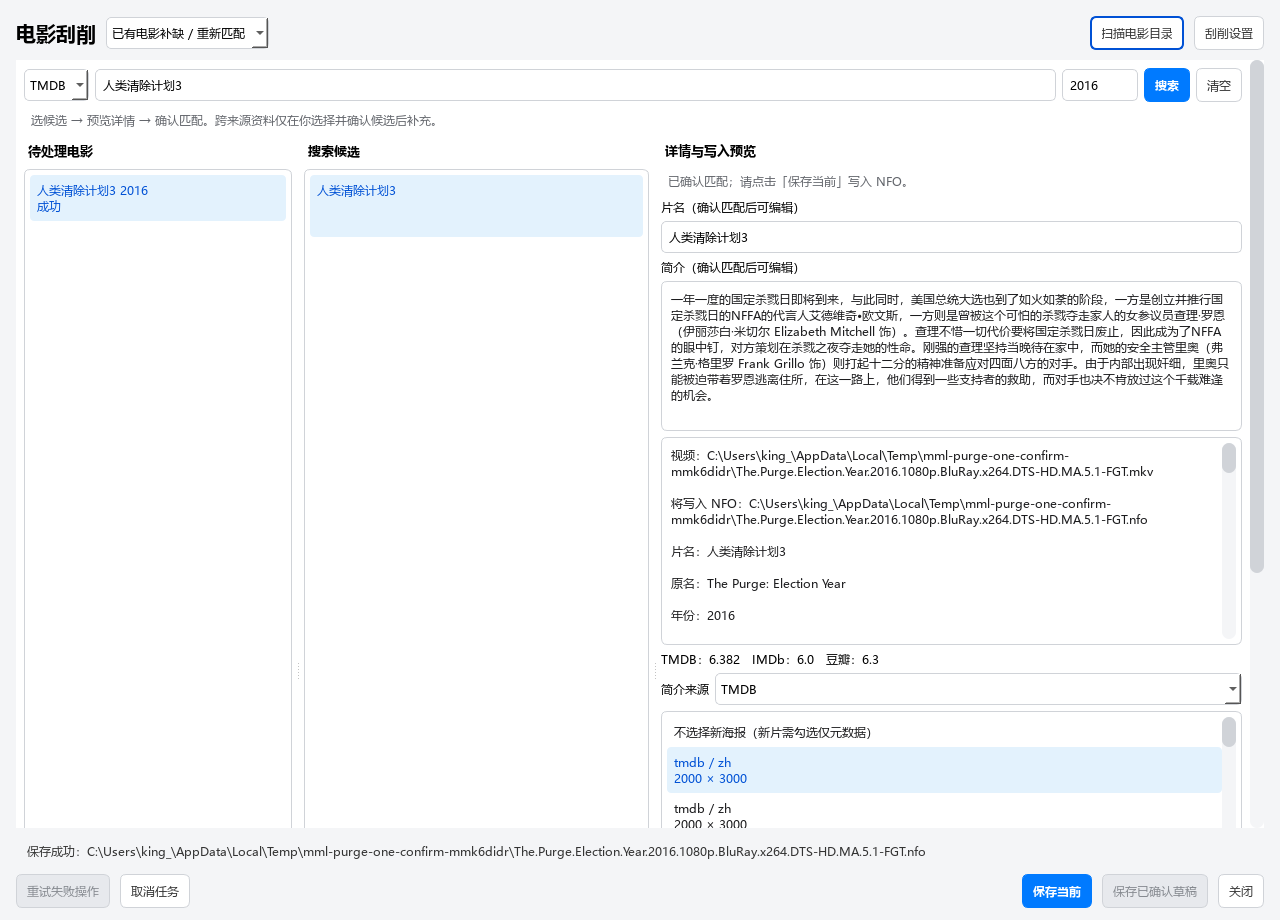 电影刮削
已有电影补缺 / 重新匹配
扫描电影目录
刮削设置
TMDB
人类清除计划3
2016
搜索
清空
选候选 → 预览详情 → 确认匹配。跨来源资料仅在你选择并确认候选后补充。
待处理电影
人类清除计划3 2016
成功
搜索候选
人类清除计划3
详情与写入预览
已确认匹配；请点击「保存当前」写入 NFO。
片名（确认匹配后可编辑）
人类清除计划3
简介（确认匹配后可编辑）
一年一度的国定杀戮日即将到来，与此同时，美国总统大选也到了如火如荼的阶段，一方是创立并推行国
定杀戮日的NFFA的代言人艾德维奇•欧文斯，一方则是曾被这个可怕的杀戮夺走家人的女参议员查理·罗恩
（伊丽莎白·米切尔 Elizabeth Mitchell 饰）。查理不惜一切代价要将国定杀戮日废止，因此成为了NFFA
的眼中钉，对方策划在杀戮之夜夺走她的性命。刚强的查理坚持当晚待在家中，而她的安全主管里奥（弗
兰克·格里罗 Frank Grillo 饰）则打起十二分的精神准备应对四面八方的对手。由于内部出现奸细，里奥只
能被迫带着罗恩逃离住所，在这一路上，他们得到一些支持者的救助，而对手也决不肯放过这个千载难逢
的机会。
视频：C:\Users\king_\AppData\Local\Temp\mml-purge-one-confirm-
mmk6didr\The.Purge.Election.Year.2016.1080p.BluRay.x264.DTS-HD.MA.5.1-FGT.mkv
将写入 NFO：C:\Users\king_\AppData\Local\Temp\mml-purge-one-confirm-
mmk6didr\The.Purge.Election.Year.2016.1080p.BluRay.x264.DTS-HD.MA.5.1-FGT.nfo
片名：人类清除计划3
原名：The Purge: Election Year
年份：2016
TMDB：6.382 IMDb：6.0 豆瓣：6.3
简介来源
TMDB
不选择新海报（新片需勾选仅元数据）
tmdb / zh
2000 × 3000
tmdb / zh
2000 × 3000
保存成功：C:\Users\king_\AppData\Local\Temp\mml-purge-one-confirm-mmk6didr\The.Purge.Election.Year.2016.1080p.BluRay.x264.DTS-HD.MA.5.1-FGT.nfo
重试失败操作
取消任务
保存当前
保存已确认草稿
关闭